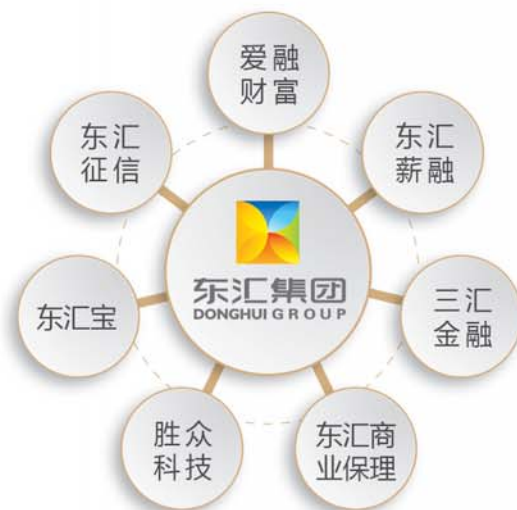 爱融
财富
东汇
薪融
三汇
金融
东汇商
业保理
胜众
科技
东汇宝
东汇
征信
东汇集团
DONGHUI GROUP